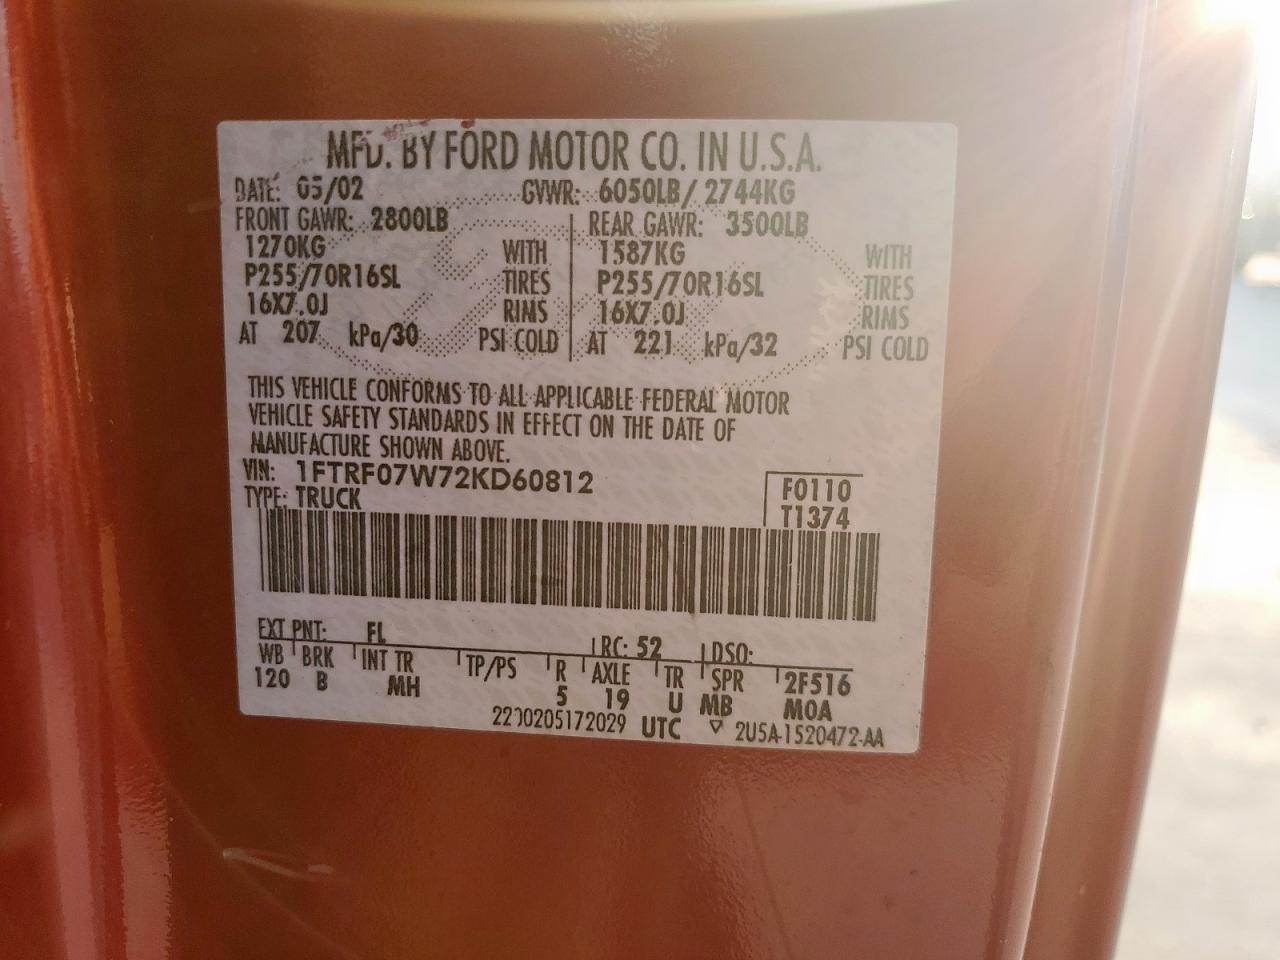 MFD. BY FORD MOTOR CO. IN U.S.A.
DATE: 05/02 GVWR: 6050LB/ 2744KG
FRONT GAWR: 2800LB REAR GAWR: 3500LB
1270KG WITH 1587KG WITH
P255/70R16SL TIRES P255/70R16SL TIRES
16X7.0J RIMS 16X7.0J RIMS
AT 207 kPa/30 PSI COLD AT 221 kPa/32 PSI COLD
THIS VEHICLE CONFORMS TO ALL APPLICABLE FEDERAL MOTOR
VEHICLE SAFETY STANDARDS IN EFFECT ON THE DATE OF
MANUFACTURE SHOWN ABOVE.
VIN: 1FTRF07W72KD60812 F0110
TYPE: TRUCK T1374
EXT PNT: FL RC: 52 DSO:
WB BRK INT TR TP/PS R AXLE TR SPR 2F516
120 B MH 5 19 U MB M0A
UTC ▽ 2U5A-1520472-AA